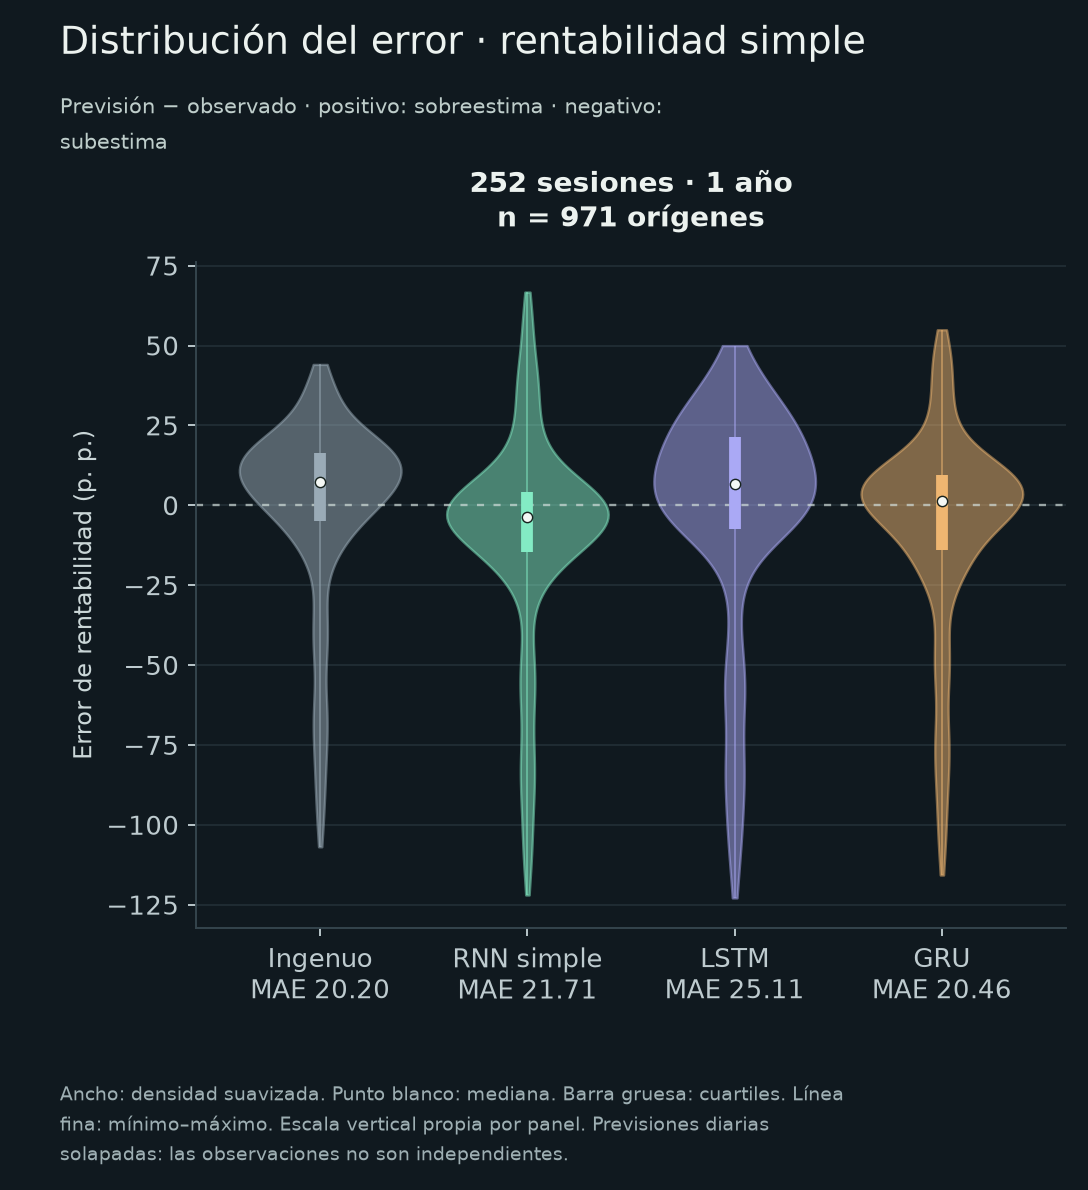 Distribución del error · rentabilidad simple
Previsión − observado · positivo: sobreestima · negativo:
subestima
252 sesiones · 1 año
n = 971 orígenes
Error de rentabilidad (p. p.)
75
50
25
0
−25
−50
−75
−100
−125
Ingenuo
MAE 20.20
RNN simple
MAE 21.71
LSTM
MAE 25.11
GRU
MAE 20.46
Ancho: densidad suavizada. Punto blanco: mediana. Barra gruesa: cuartiles. Línea
fina: mínimo–máximo. Escala vertical propia por panel. Previsiones diarias
solapadas: las observaciones no son independientes.